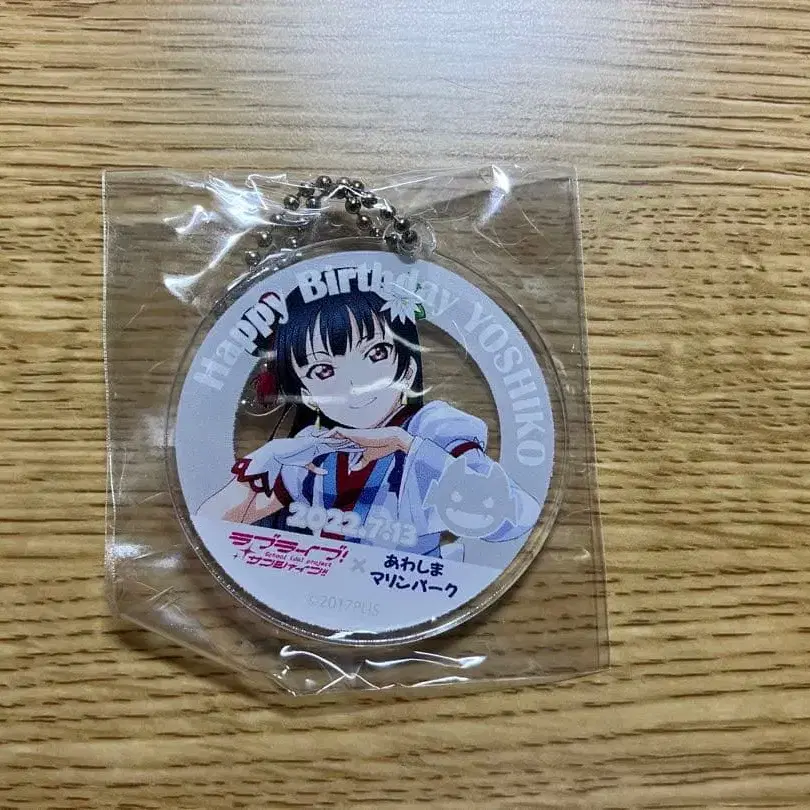 Happy Birthday YOSHIKO
2022.7.13
ラブライブ!
School idol project
サンシャイン!!
×
あわしま
マリンパーク
©2017PLIS